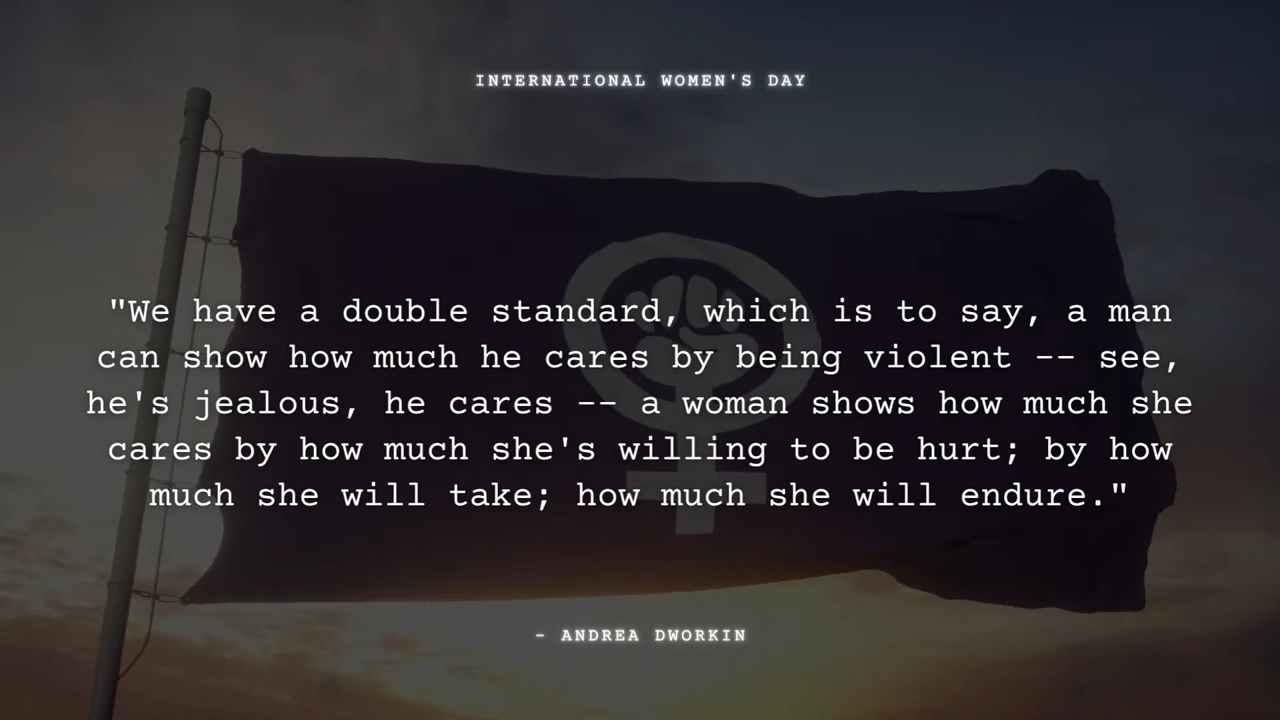 INTERNATIONAL WOMEN'S DAY
"We have a double standard, which is to say, a man
can show how much he cares by being violent -- see,
he's jealous, he cares -- a woman shows how much she
cares by how much she's willing to be hurt; by how
much she will take; how much she will endure."
- ANDREA DWORKIN